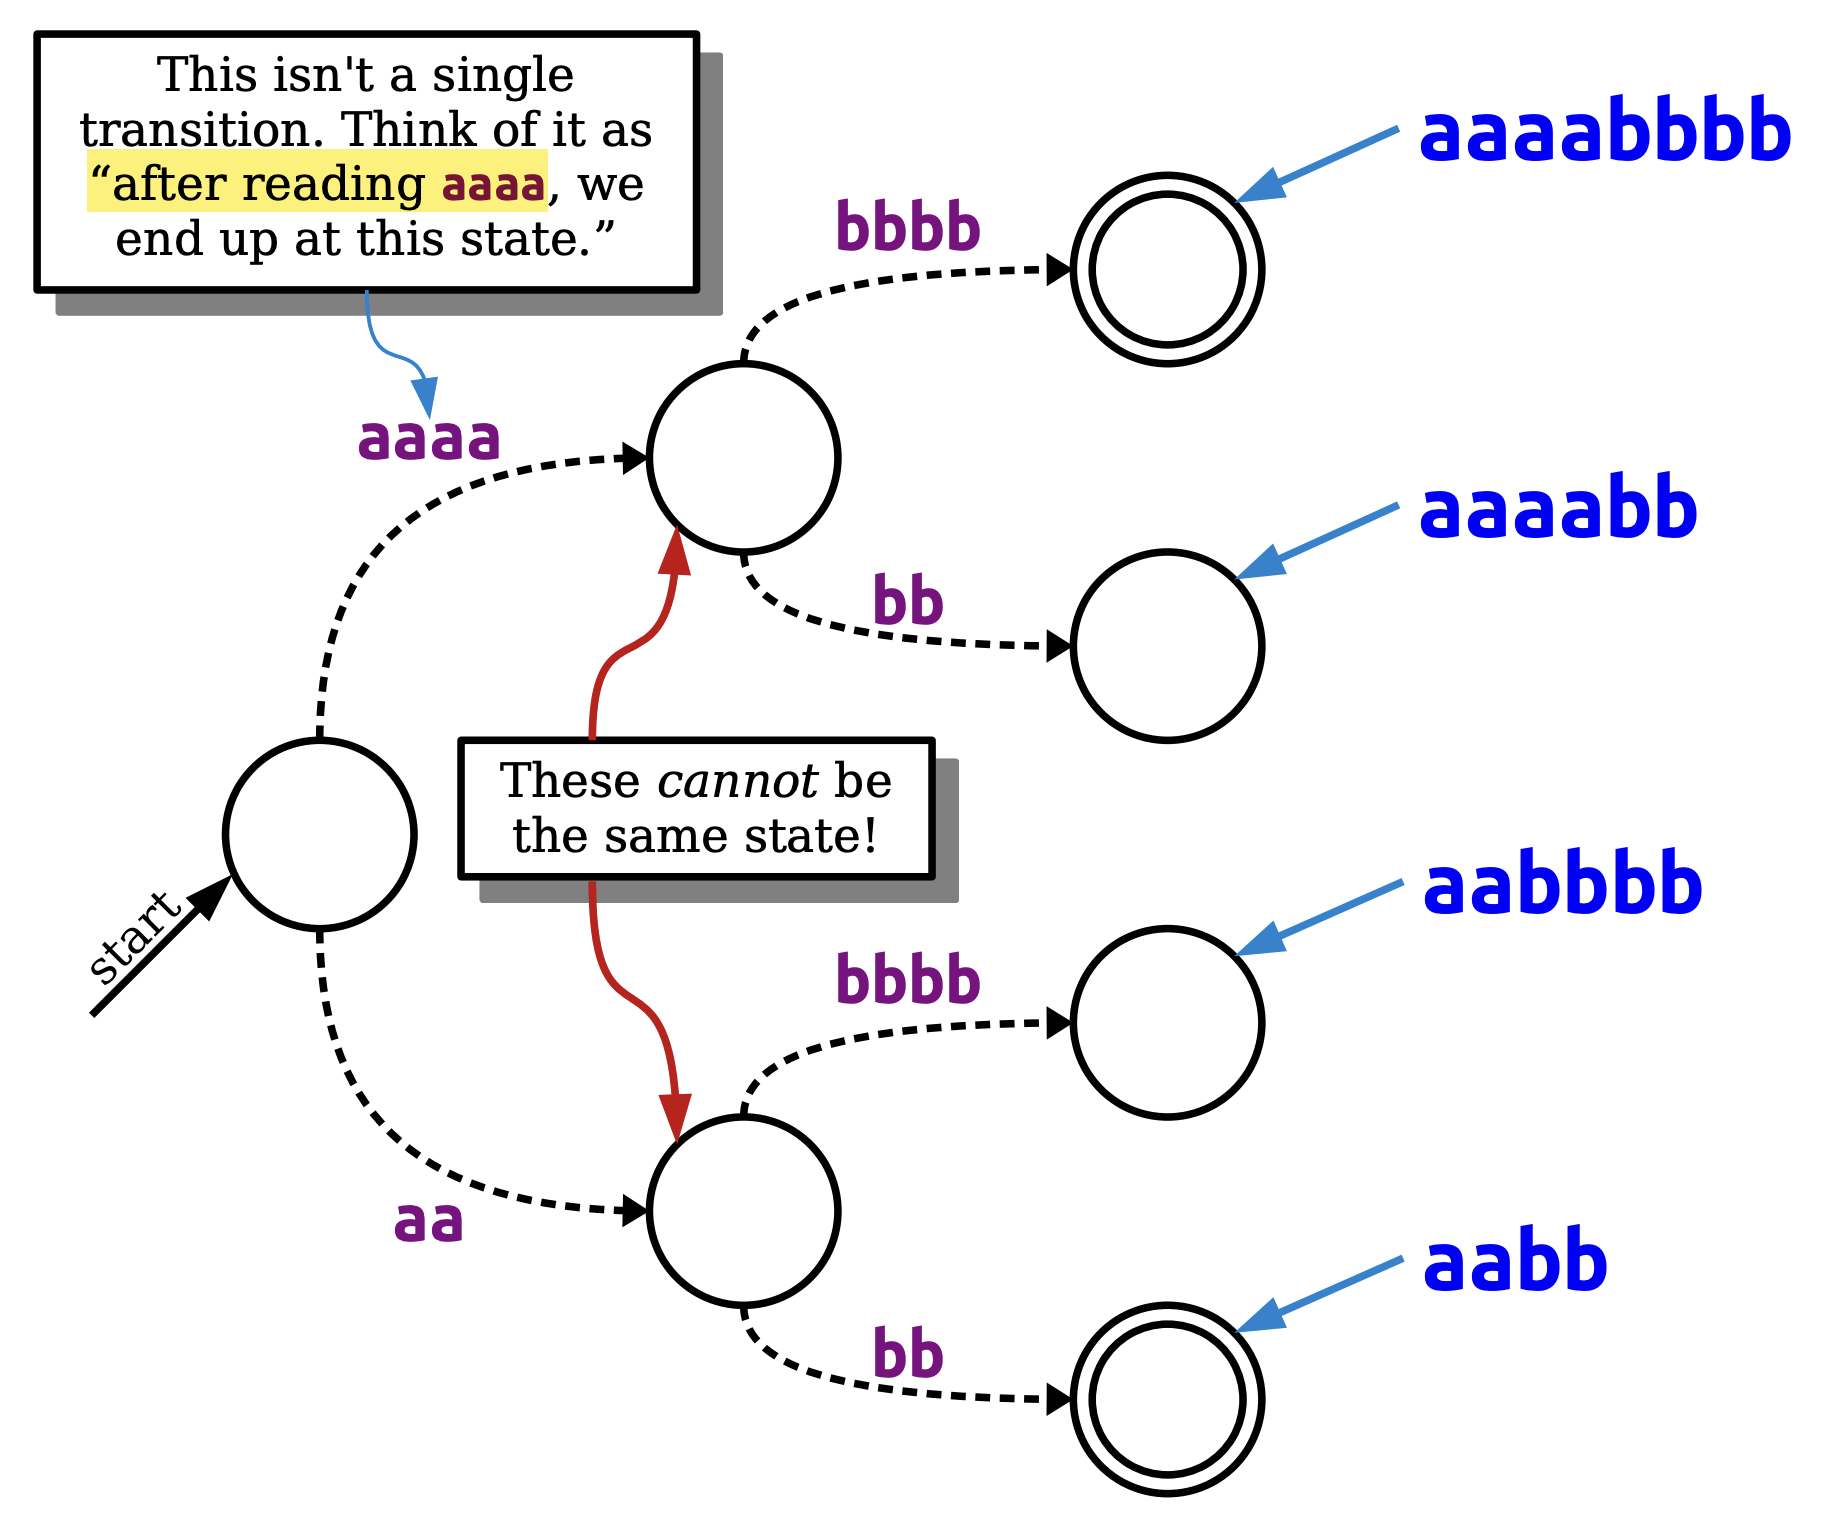 This isn't a single
transition. Think of it as
“after reading aaaa, we
end up at this state.”
aaaabbbb
bbbb
aaaa
aaaabb
bb
These cannot be
the same state!
start
aabbbb
bbbb
aa
aabb
bb